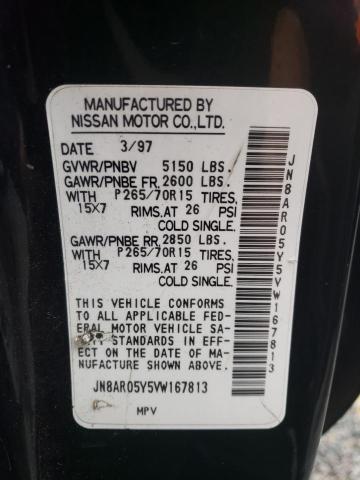 MANUFACTURED BY
NISSAN MOTOR CO.,LTD.
DATE 3/97
GVWR/PNBV 5150 LBS.
GAWR/PNBE FR 2600 LBS.
WITH P265/70R15 TIRES,
15X7 RIMS,AT 26 PSI
COLD SINGLE,
GAWR/PNBE RR 2850 LBS.
WITH P265/70R15 TIRES,
15X7 RIMS,AT 26 PSI
COLD SINGLE.
THIS VEHICLE CONFORMS
TO ALL APPLICABLE FED-
ERAL MOTOR VEHICLE SAFE-
TY STANDARDS IN EFF-
ECT ON THE DATE OF MA-
NUFACTURE SHOWN ABOVE.
JN8AR05Y5VW167813
MPV
JN8AR05Y5VW167813